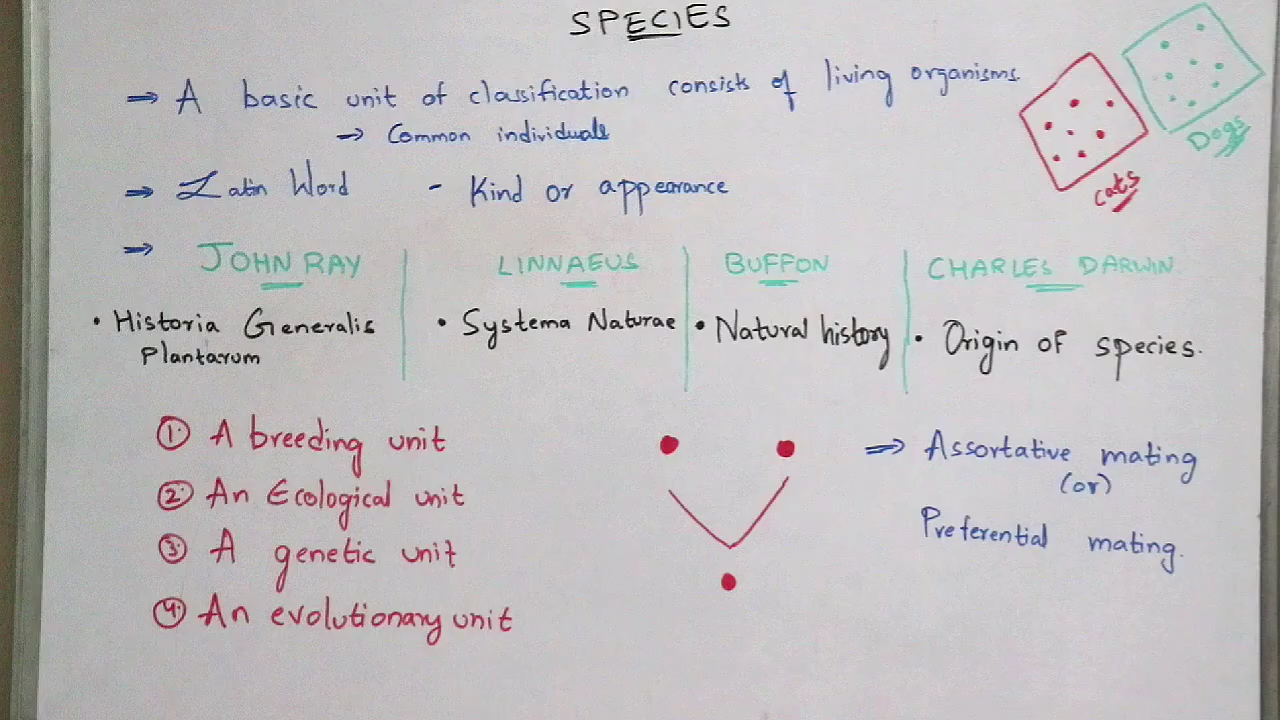 SPECIES
⇒ A basic unit of classification consists of living organisms.
→ Common individuals
Dogs
cats
⇒ Latin Word - Kind or appearance
⇒ JOHN RAY
LINNAEUS
BUFFON
CHARLES DARWIN
• Historia Generalis
Plantarum
• Systema Naturae
• Natural history
• Origin of species.
① A breeding unit
② An Ecological unit
③ A genetic unit
④ An evolutionary unit
⇒ Assortative mating
(or)
Preferential mating.